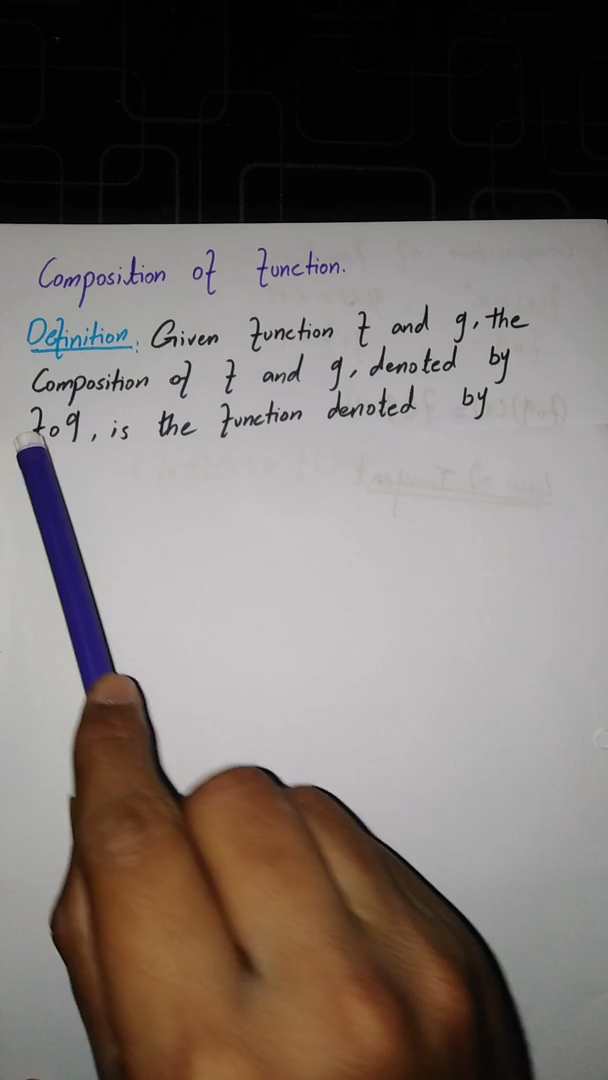 Composition of function.
Definition: Given function f and g, the
Composition of f and g, denoted by
fog, is the function denoted by